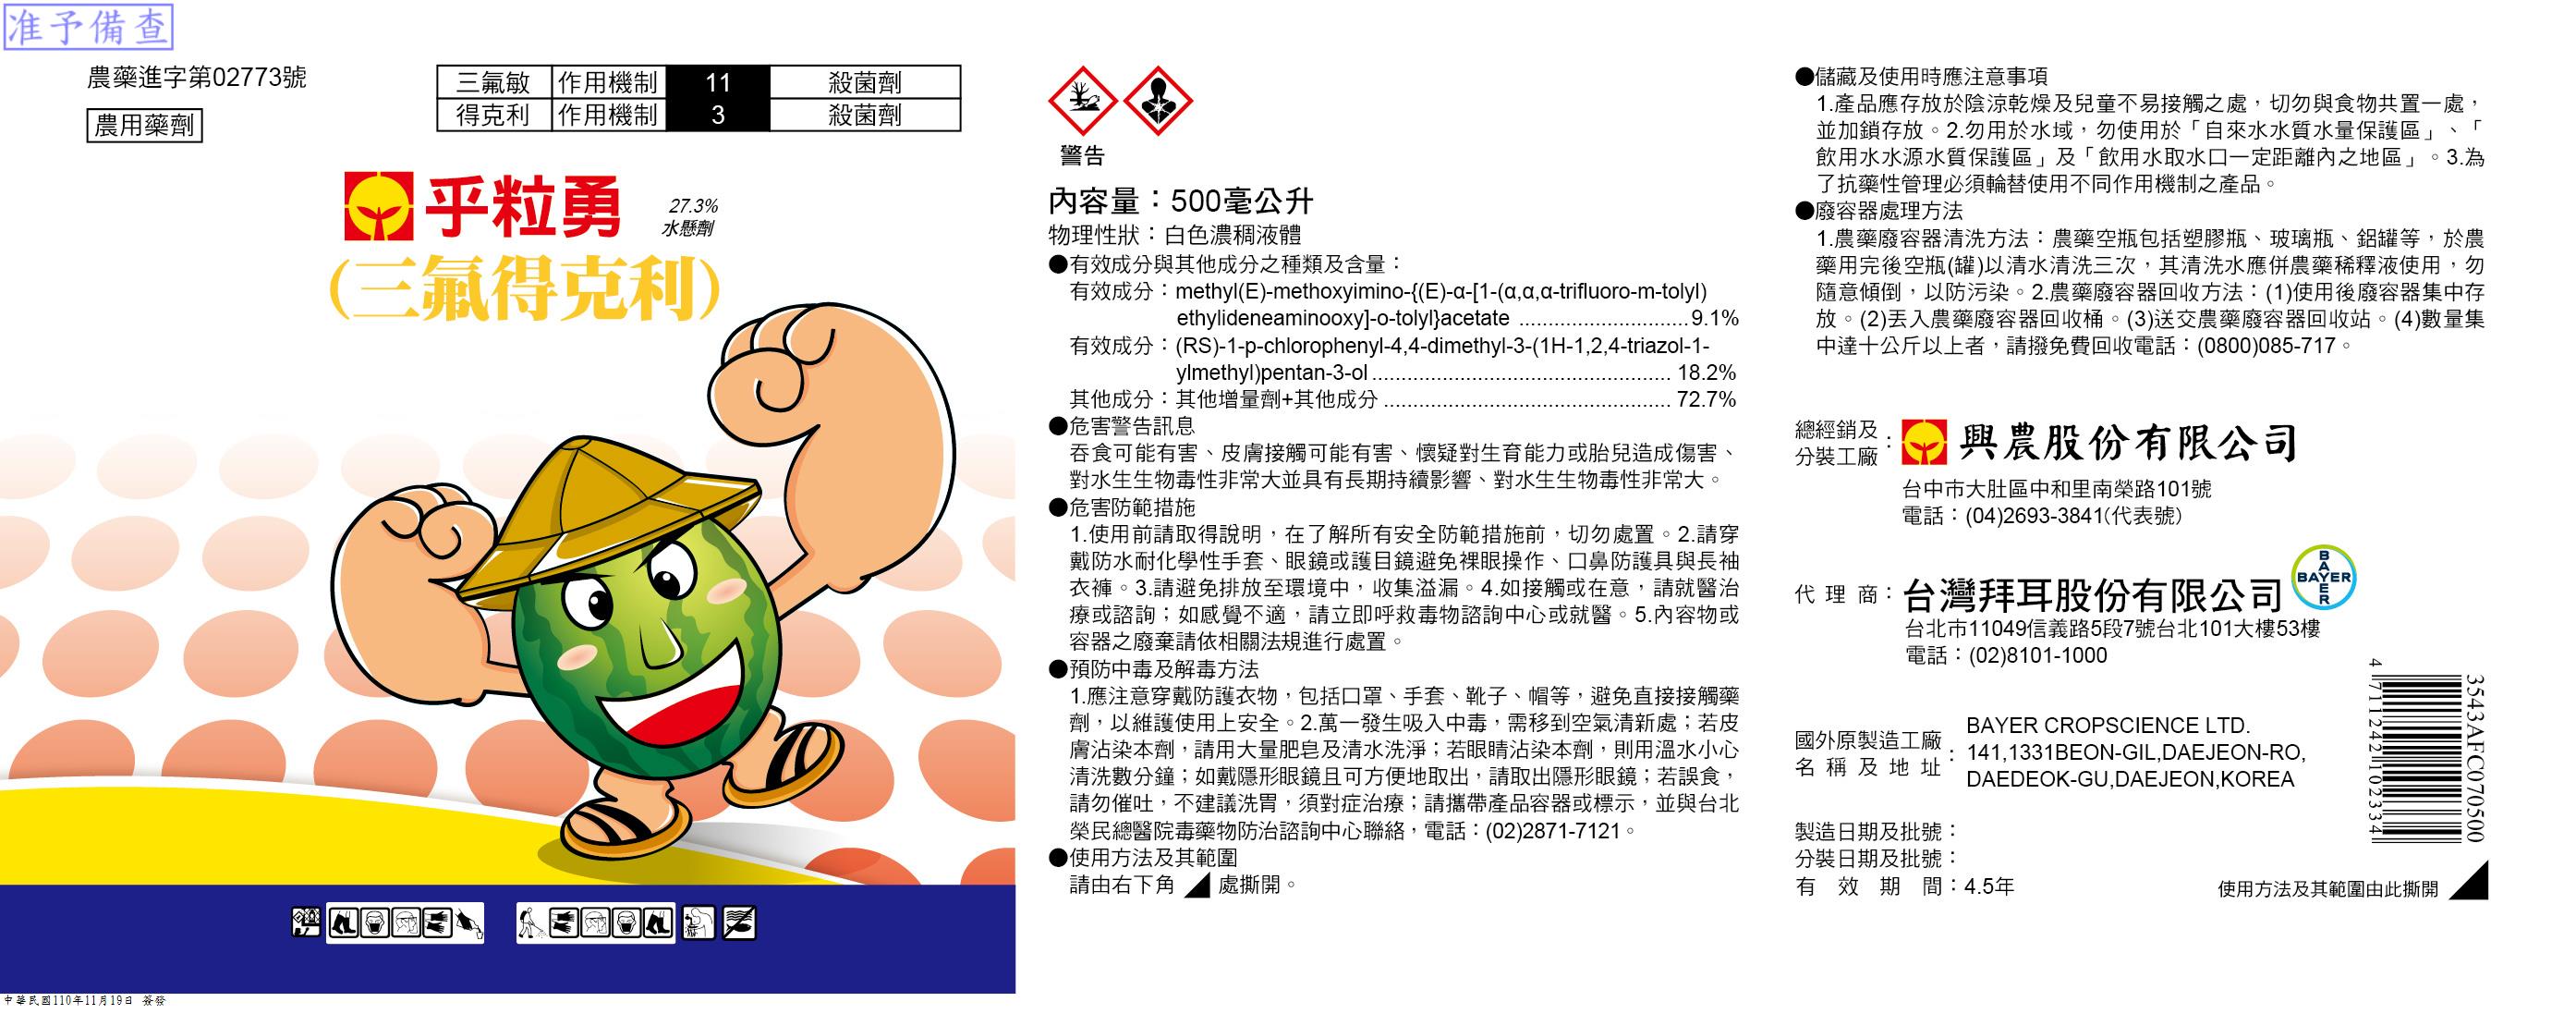 准予備查
農藥進字第02773號
農用藥劑
三氟敏 作用機制 11 殺菌劑
得克利 作用機制 3 殺菌劑
乎粒勇
27.3%
水懸劑
(三氟得克利)
中華民國110年11月19日 簽發
警告
內容量：500毫公升
物理性狀：白色濃稠液體
●有效成分與其他成分之種類及含量：
有效成分：methyl(E)-methoxyimino-{(E)-α-[1-(α,α,α-trifluoro-m-tolyl)
ethylideneaminooxy]-o-tolyl}acetate .............................9.1%
有效成分：(RS)-1-p-chlorophenyl-4,4-dimethyl-3-(1H-1,2,4-triazol-1-
ylmethyl)pentan-3-ol ................................................... 18.2%
其他成分：其他增量劑+其他成分 ................................................. 72.7%
●危害警告訊息
吞食可能有害、皮膚接觸可能有害、懷疑對生育能力或胎兒造成傷害、
對水生生物毒性非常大並具有長期持續影響、對水生生物毒性非常大。
●危害防範措施
1.使用前請取得說明，在了解所有安全防範措施前，切勿處置。2.請穿
戴防水耐化學性手套、眼鏡或護目鏡避免裸眼操作、口鼻防護具與長袖
衣褲。3.請避免排放至環境中，收集溢漏。4.如接觸或在意，請就醫治
療或諮詢；如感覺不適，請立即呼救毒物諮詢中心或就醫。5.內容物或
容器之廢棄請依相關法規進行處置。
●預防中毒及解毒方法
1.應注意穿戴防護衣物，包括口罩、手套、靴子、帽等，避免直接接觸藥
劑，以維護使用上安全。2.萬一發生吸入中毒，需移到空氣清新處；若皮
膚沾染本劑，請用大量肥皂及清水洗淨；若眼睛沾染本劑，則用溫水小心
清洗數分鐘；如戴隱形眼鏡且可方便地取出，請取出隱形眼鏡；若誤食，
請勿催吐，不建議洗胃，須對症治療；請攜帶產品容器或標示，並與台北
榮民總醫院毒藥物防治諮詢中心聯絡，電話：(02)2871-7121。
●使用方法及其範圍
請由右下角 處撕開。
●儲藏及使用時應注意事項
1.產品應存放於陰涼乾燥及兒童不易接觸之處，切勿與食物共置一處，
並加鎖存放。2.勿用於水域，勿使用於「自來水水質水量保護區」、「
飲用水水源水質保護區」及「飲用水取水口一定距離內之地區」。3.為
了抗藥性管理必須輪替使用不同作用機制之產品。
●廢容器處理方法
1.農藥廢容器清洗方法：農藥空瓶包括塑膠瓶、玻璃瓶、鋁罐等，於農
藥用完後空瓶(罐)以清水清洗三次，其清洗水應併農藥稀釋液使用，勿
隨意傾倒，以防污染。2.農藥廢容器回收方法：(1)使用後廢容器集中存
放。(2)丟入農藥廢容器回收桶。(3)送交農藥廢容器回收站。(4)數量集
中達十公斤以上者，請撥免費回收電話：(0800)085-717。
總經銷及
分裝工廠：興農股份有限公司
台中市大肚區中和里南榮路101號
電話：(04)2693-3841(代表號)
代理商：台灣拜耳股份有限公司
BAYER
BAYER
台北市11049信義路5段7號台北101大樓53樓
電話：(02)8101-1000
國外原製造工廠
名稱及地址：
BAYER CROPSCIENCE LTD.
141,1331BEON-GIL,DAEJEON-RO,
DAEDEOK-GU,DAEJEON,KOREA
製造日期及批號：
分裝日期及批號：
有效期間：4.5年
使用方法及其範圍由此撕開
4 711242 102334
3543AFC070500